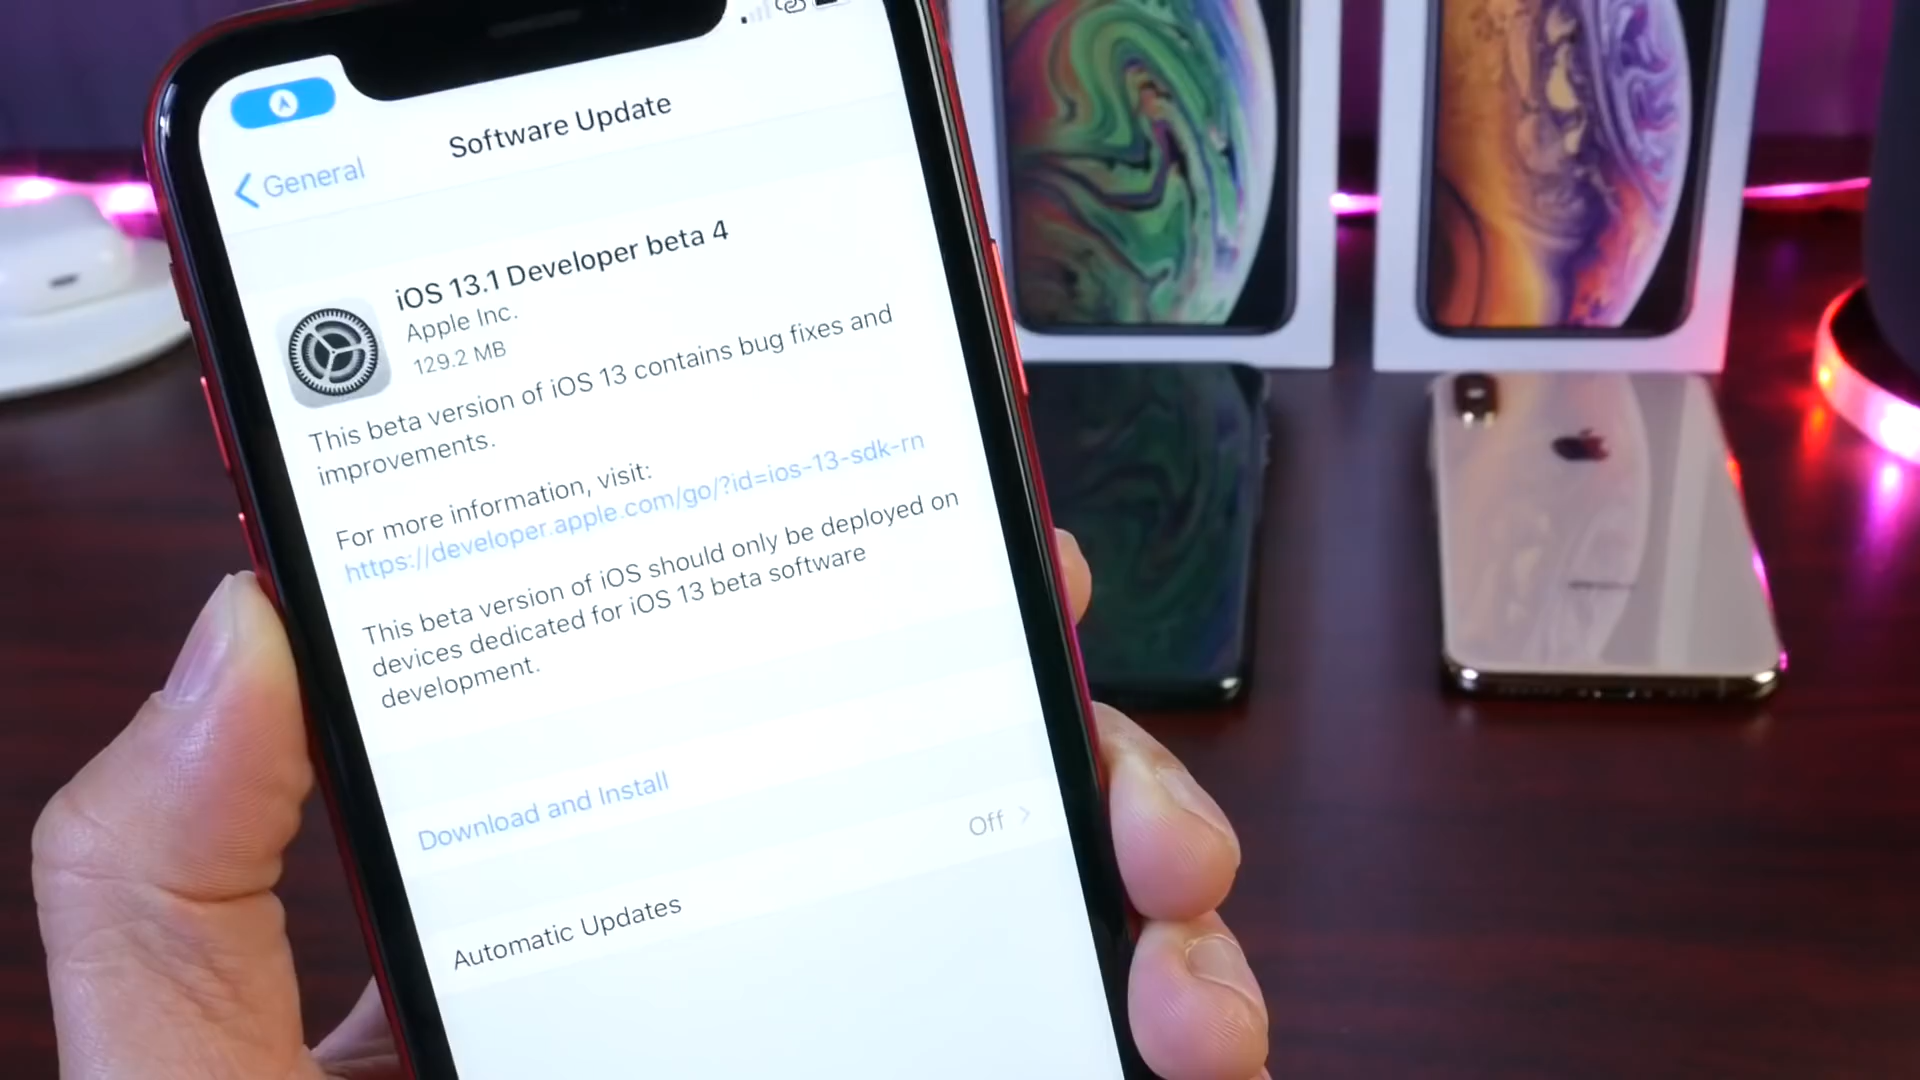 General
Software Update
iOS 13.1 Developer beta 4
Apple Inc.
129.2 MB
This beta version of iOS 13 contains bug fixes and
improvements.
For more information, visit:
https://developer.apple.com/go/?id=ios-13-sdk-rn
This beta version of iOS should only be deployed on
devices dedicated for iOS 13 beta software
development.
Download and Install
Automatic Updates
Off